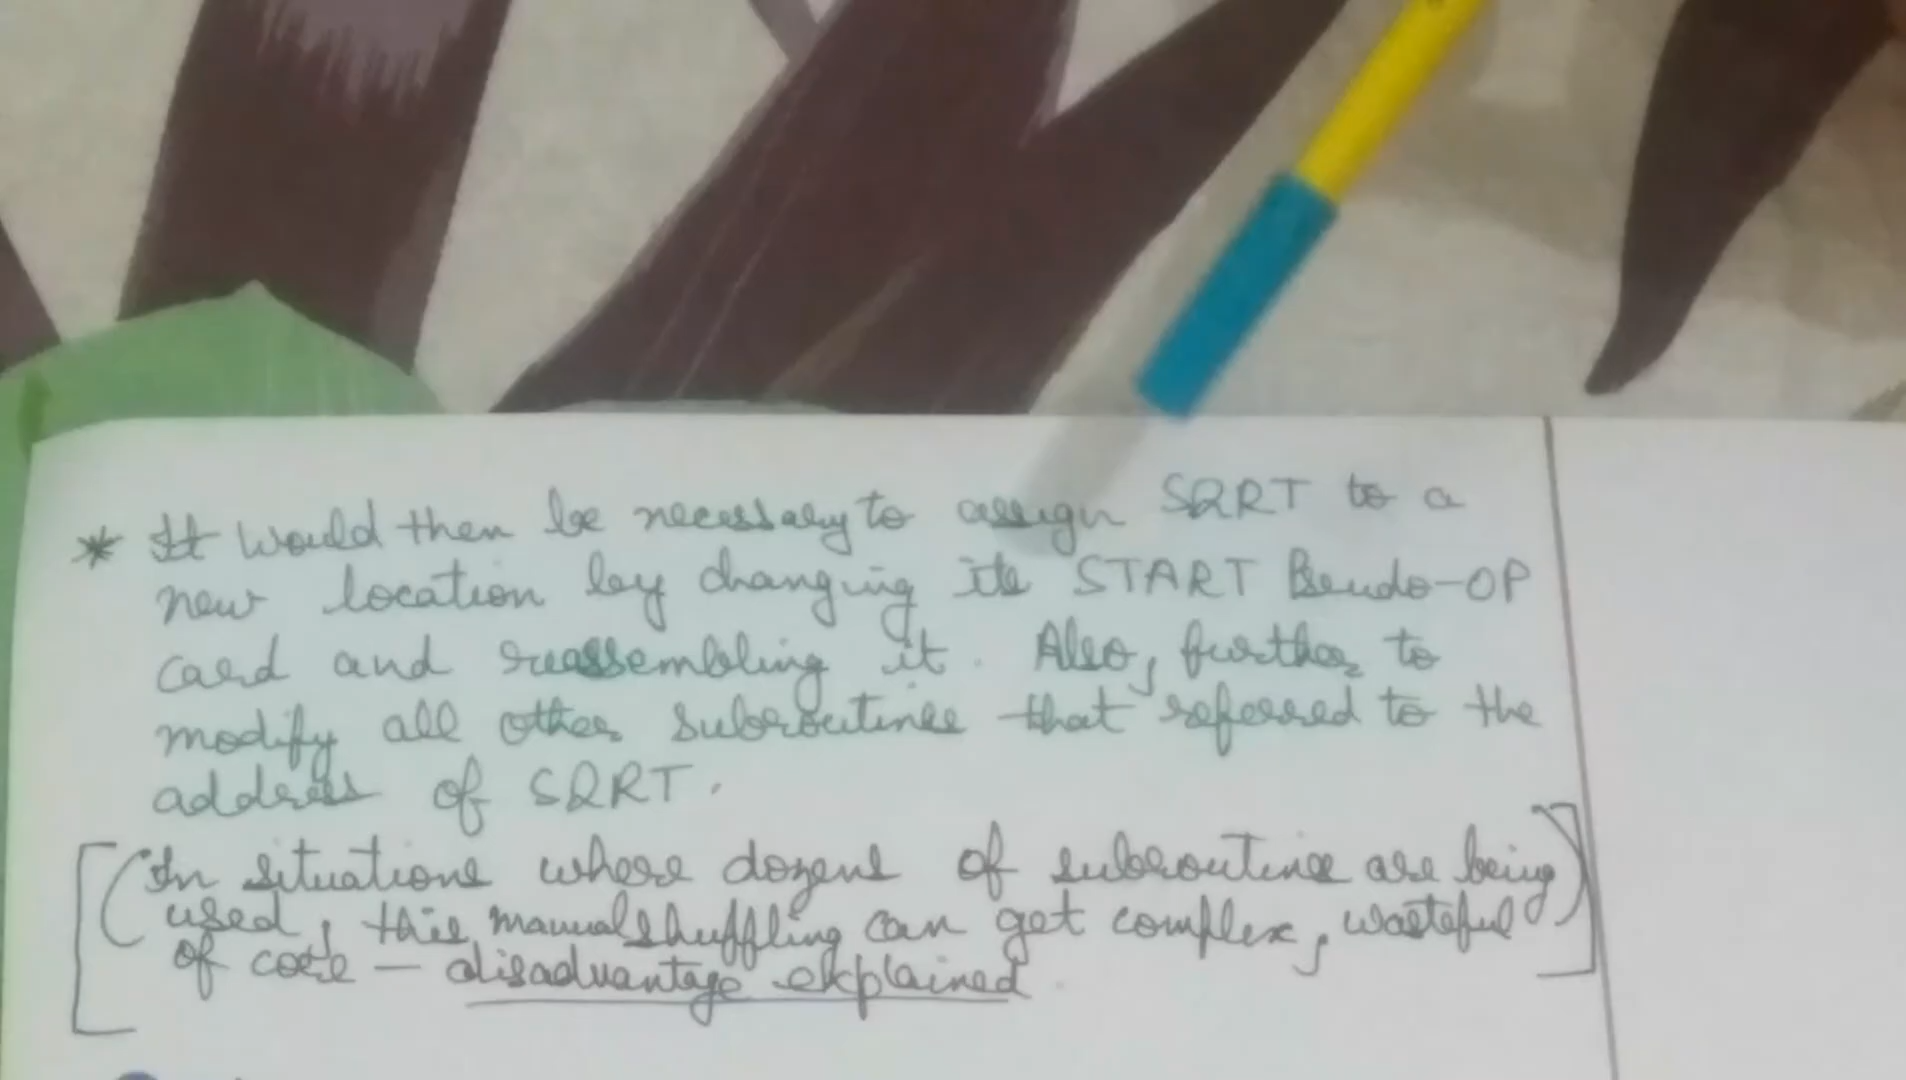 * It would then be necessary to assign SQRT to a
new location by changing its START Pseudo-OP
card and reassembling it. Also, further to
modify all other subroutines that referred to the
address of SQRT.
[(In situations where dozens of subroutines are being
used, this manual shuffling can get complex, wasteful)]
of core — disadvantage explained